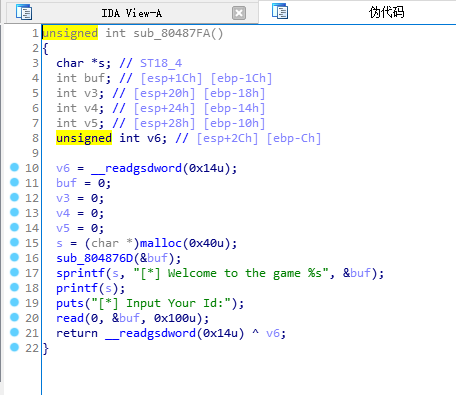 IDA View-A
伪代码
1 unsigned int sub_80487FA()
2 {
3 char *s; // ST18_4
4 int buf; // [esp+1Ch] [ebp-1Ch]
5 int v3; // [esp+20h] [ebp-18h]
6 int v4; // [esp+24h] [ebp-14h]
7 int v5; // [esp+28h] [ebp-10h]
8 unsigned int v6; // [esp+2Ch] [ebp-Ch]
9
10 v6 = __readgsdword(0x14u);
11 buf = 0;
12 v3 = 0;
13 v4 = 0;
14 v5 = 0;
15 s = (char *)malloc(0x40u);
16 sub_804876D(&buf);
17 sprintf(s, "[*] Welcome to the game %s", &buf);
18 printf(s);
19 puts("[*] Input Your Id:");
20 read(0, &buf, 0x100u);
21 return __readgsdword(0x14u) ^ v6;
22 }